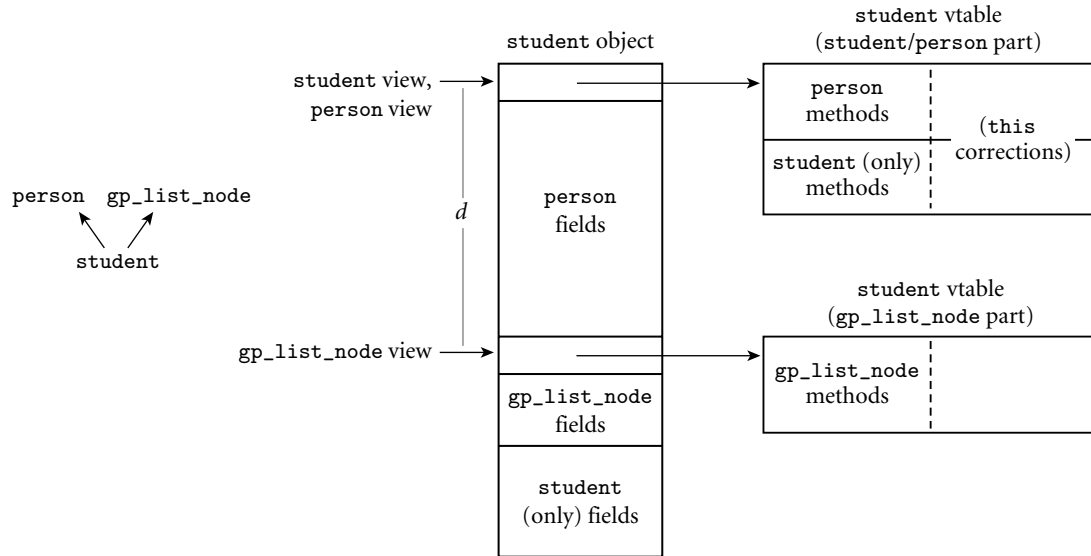 student object
student vtable
(student/person part)
student view,
person view
person
methods
(this
corrections)
student (only)
methods
person gp_list_node
student
d
person
fields
student vtable
(gp_list_node part)
gp_list_node view
gp_list_node
methods
gp_list_node
fields
student
(only) fields